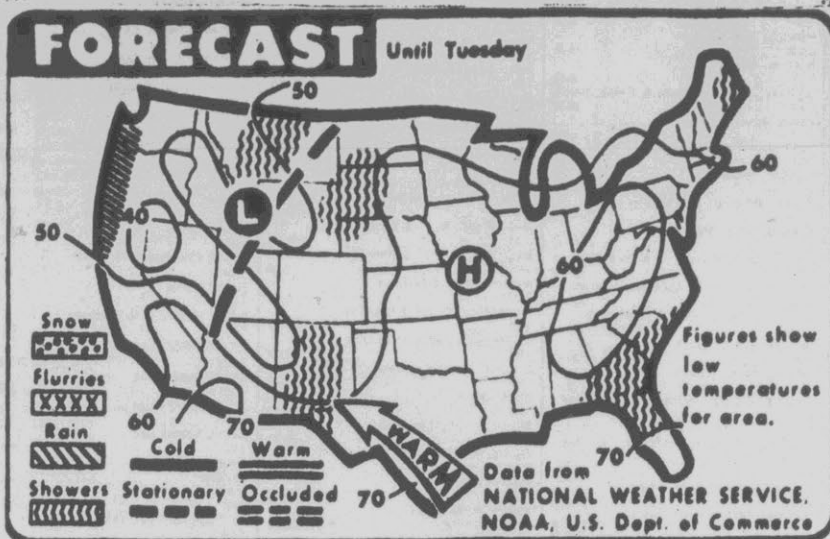 FORECAST Until Tuesday
50
60
L
40
50
H
60
Snow
Flurries
XXXX
Rain
Showers
Figures show
low
temperatures
for area.
60
70
Cold
Warm
Stationary
Occluded
WARM
70
70
Data from
NATIONAL WEATHER SERVICE,
NOAA, U.S. Dept. of Commerce